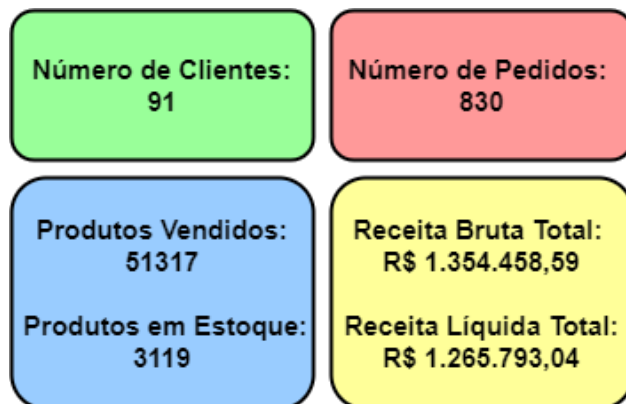 Número de Clientes:
91
Número de Pedidos:
830
Produtos Vendidos:
51317
Produtos em Estoque:
3119
Receita Bruta Total:
R$ 1.354.458,59
Receita Líquida Total:
R$ 1.265.793,04